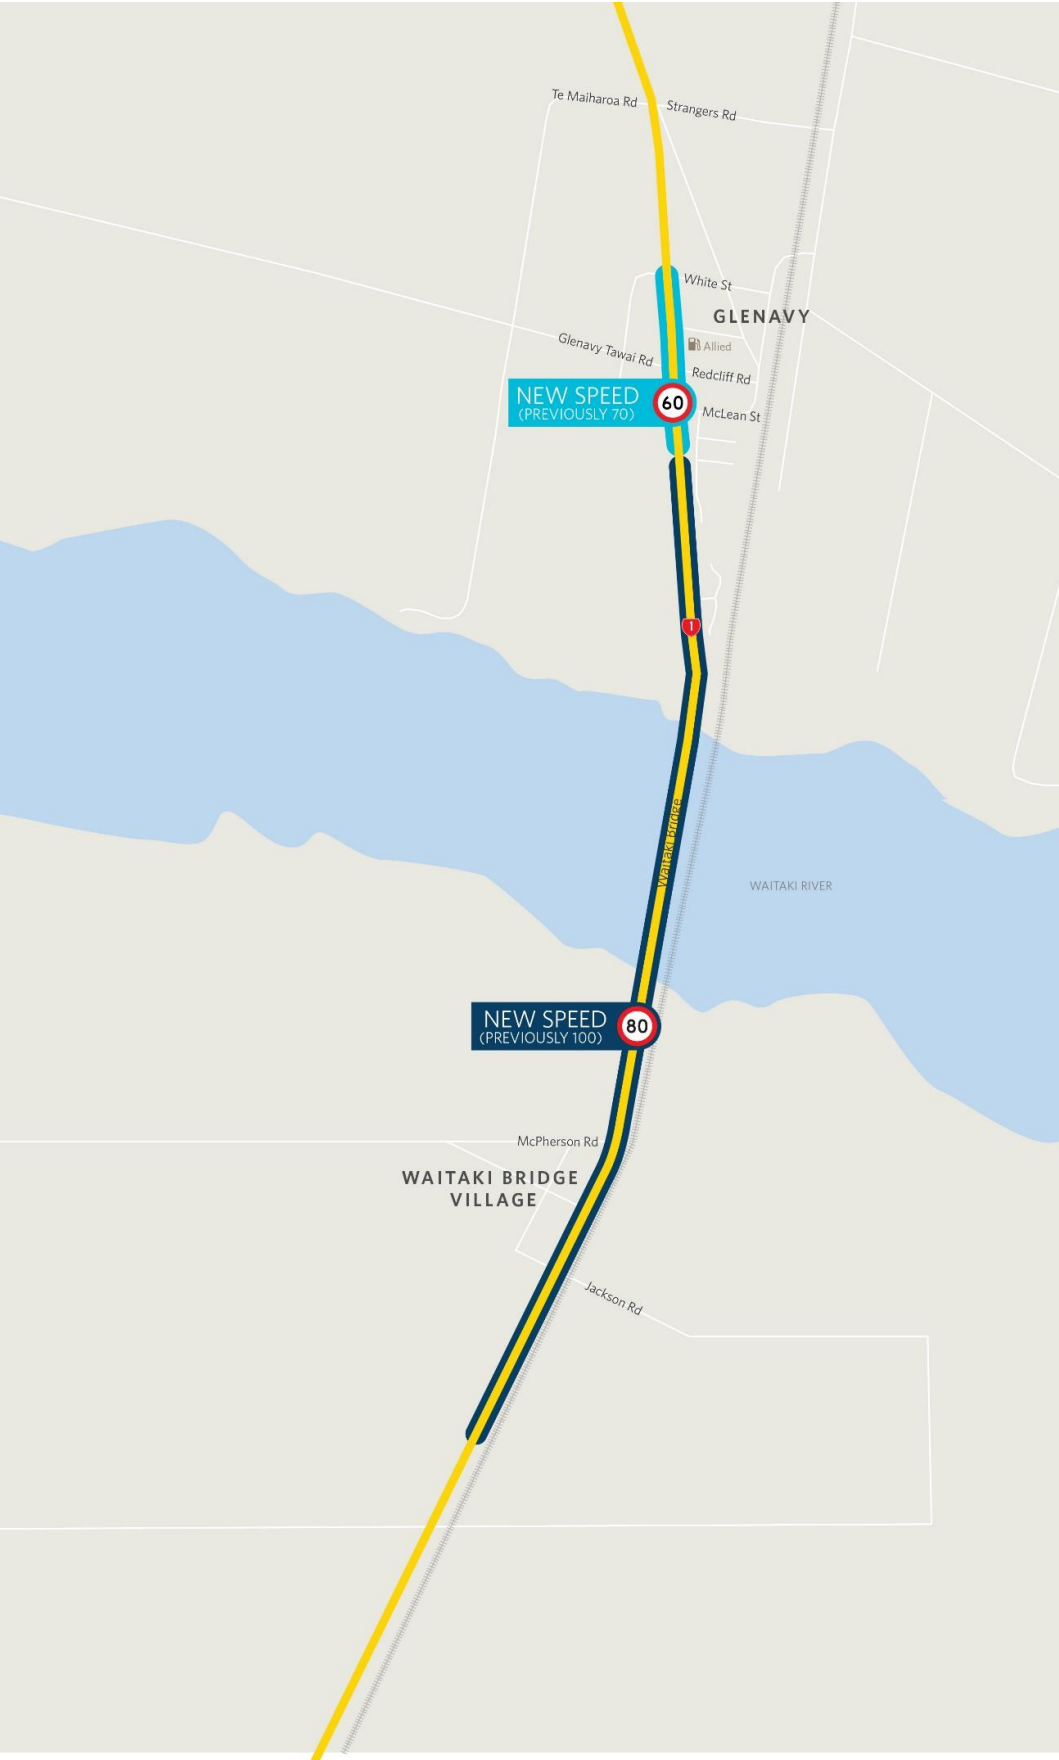 Te Maiharoa Rd
Strangers Rd
White St
GLENAVY
Glenavy Tawai Rd
Allied
Redcliff Rd
NEW SPEED
(PREVIOUSLY 70)
60
McLean St
1
Waitaki Bridge
WAITAKI RIVER
NEW SPEED
(PREVIOUSLY 100)
80
McPherson Rd
WAITAKI BRIDGE
VILLAGE
Jackson Rd